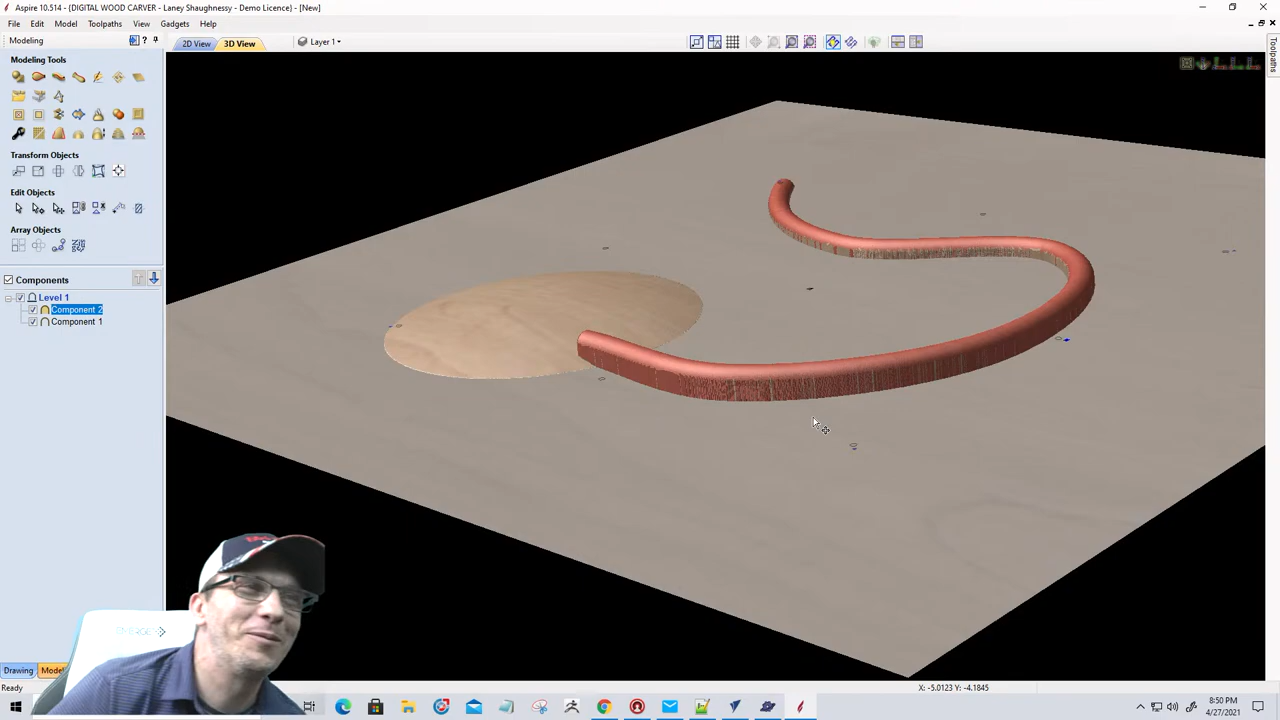 Aspire 10.514 - (DIGITAL WOOD CARVER - Laney Shaughnessy - Demo Licence) - [New]
File Edit Model Toolpaths View Gadgets Help
Modeling
2D View 3D View Layer 1
Toolpaths
Modeling Tools
Transform Objects
Edit Objects
Array Objects
Components
Level 1
Component 2
Component 1
Drawing
Ready
X: -5.0123 Y: -4.1845
8:50 PM
4/27/2021